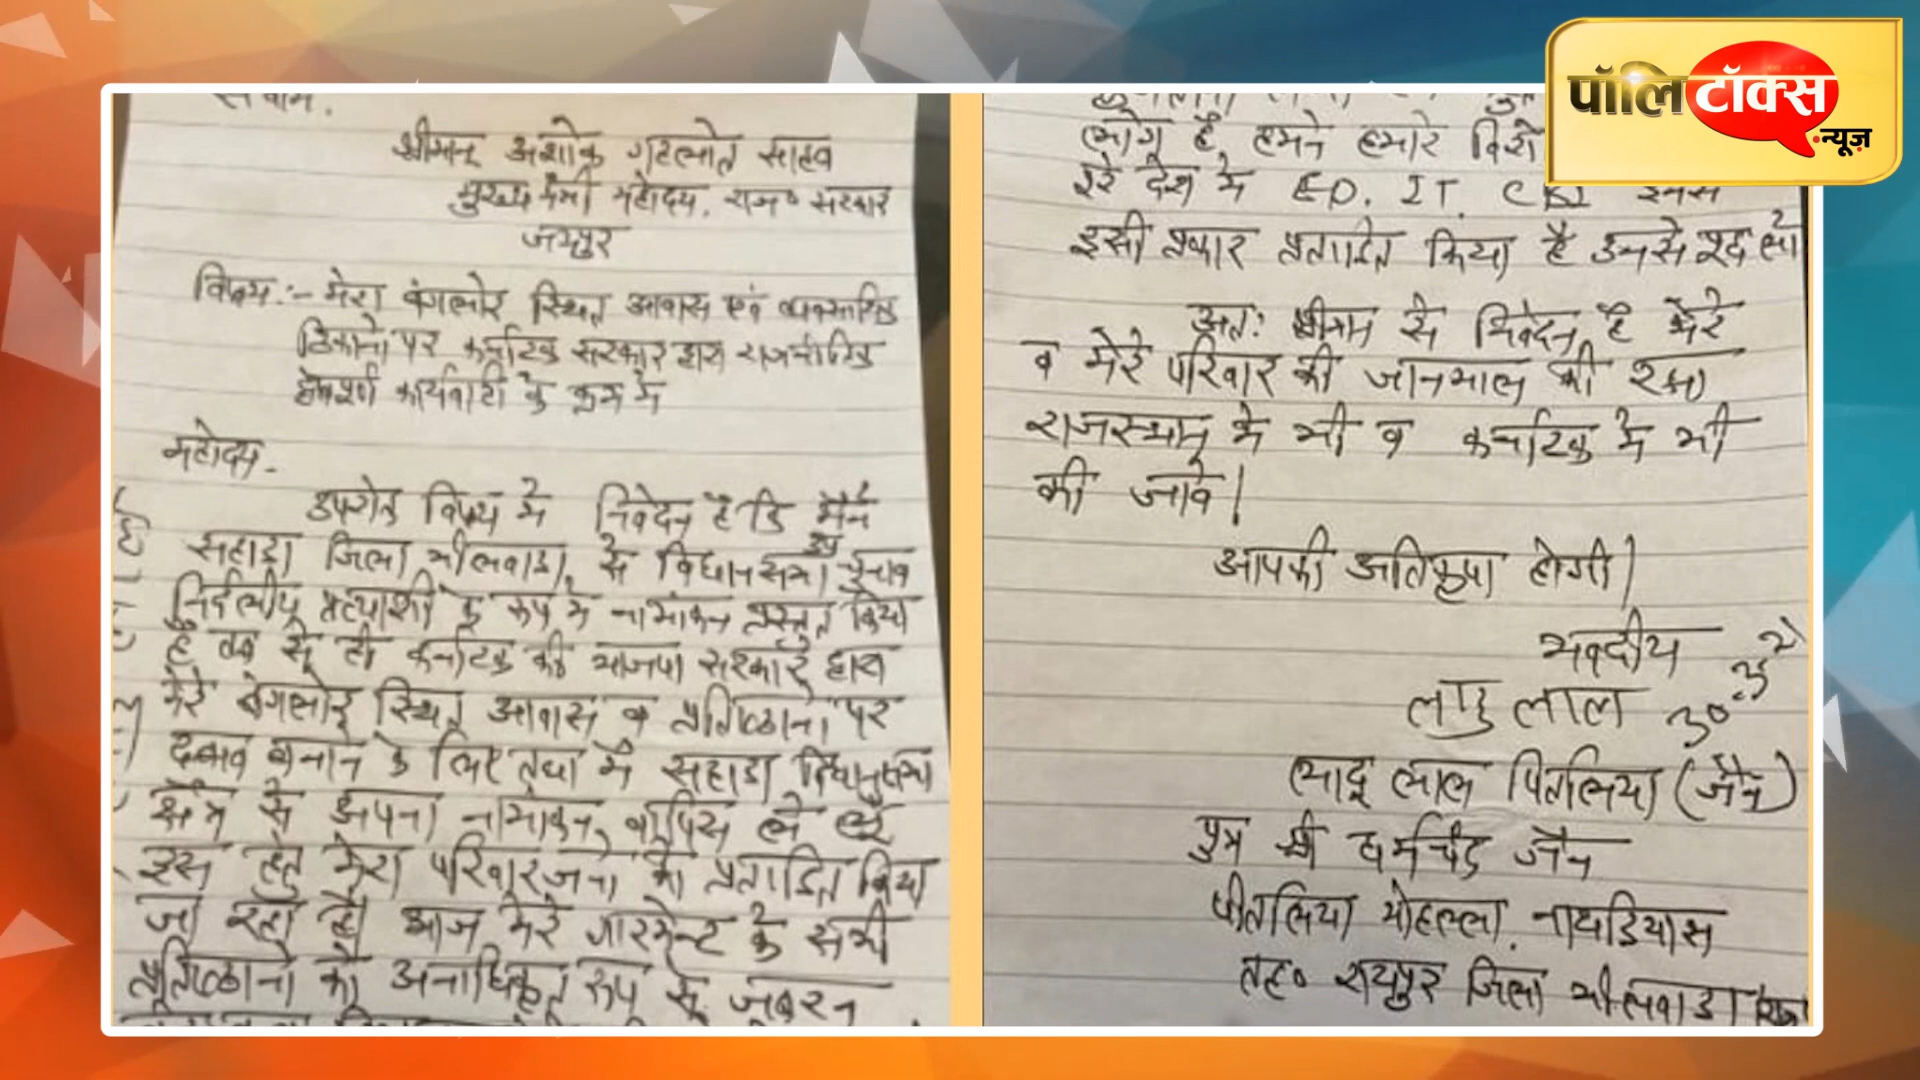 श्रीमान् अशोक गहलोत साहब
मुख्यमंत्री महोदय, राज० सरकार
जयपुर
विषय:- मेरा बंगलोर स्थित आवास एवं व्यवसायिक
ठिकानों पर कर्नाटक सरकार द्वारा राजनीतिक
कार्यवाही के क्रम में
महोदय-
उपरोक्त विषय में निवेदन है कि मैंने
सहाडा जिला भीलवाडा से विधानसभा उप चुनाव
निर्दलीय प्रत्याशी के रूप में नामांकन प्रस्तुत किया
है तब से ही कर्नाटक की भाजपा सरकार द्वारा
मेरे बंगलोर स्थित आवास व प्रतिष्ठानों पर
दबाव बनाने के लिए तथा मैं सहाडा विधानसभा
क्षेत्र से अपना नामांकन वापिस ले लूं
इस हेतु मेरा परिवारजनों को प्रताडित किया
जा रहा है। आज मेरे गारमेन्ट के सभी
प्रतिष्ठानों को अनाधिकृत रूप से जबरन
लोग है, हमने हमारे
देश में ED. IT. CBI
इसी प्रकार प्रताडित किया है उनसे
अतः श्रीमान से निवेदन है मेरे
व मेरे परिवार की जानमाल की रक्षा
राजस्थान में भी व कर्नाटक में भी
की जावे।
आपकी अतिकृपा होगी।
भवदीय
लादु लाल
लादू लाल पितलिया (जैन)
पुत्र श्री धर्मचंद जैन
पीतलिया मोहल्ला, नाथडियास
तह० रायपुर जिला भीलवाडा
पॉलिटॉक्स
.न्यूज़